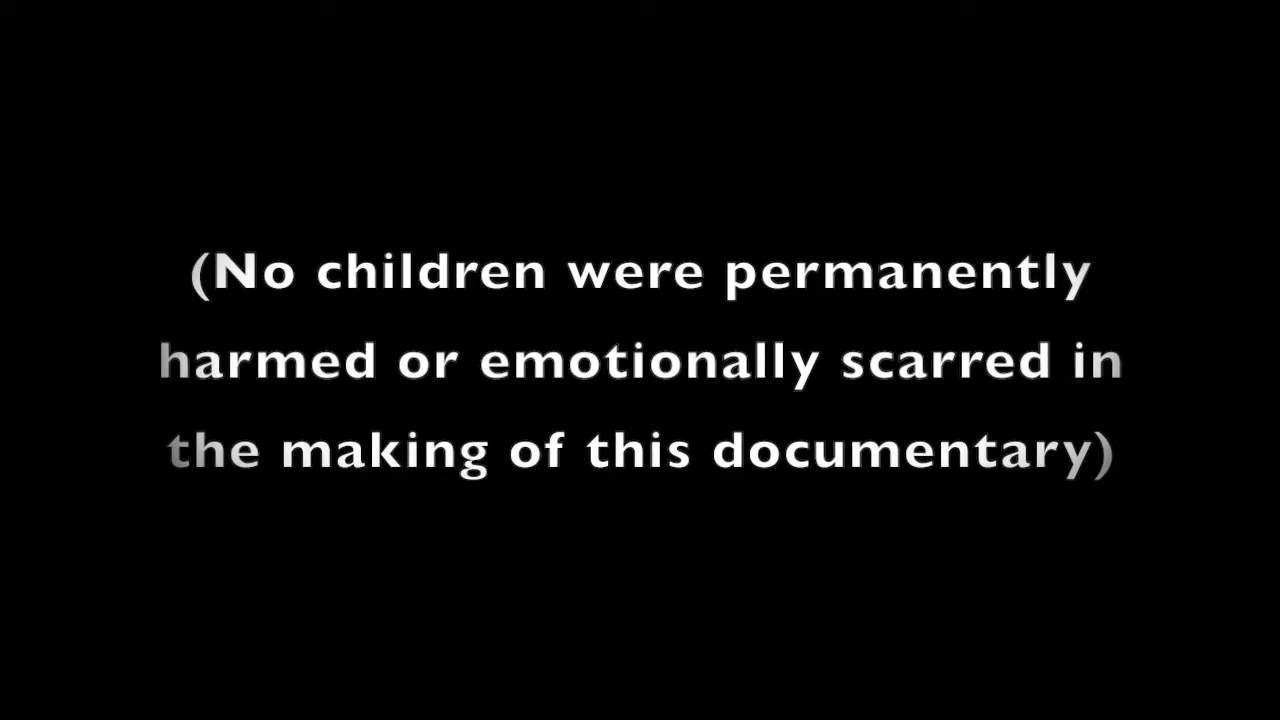 (No children were permanently
harmed or emotionally scarred in
the making of this documentary)